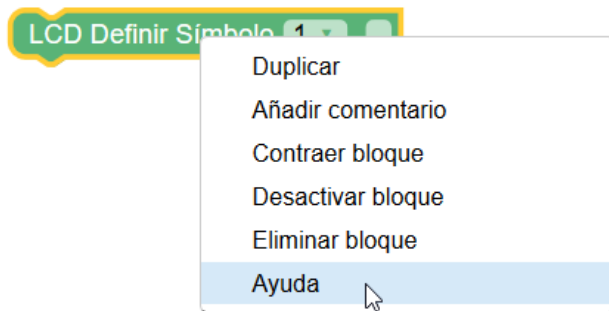 LCD Definir Símbolo 1
Duplicar
Añadir comentario
Contraer bloque
Desactivar bloque
Eliminar bloque
Ayuda